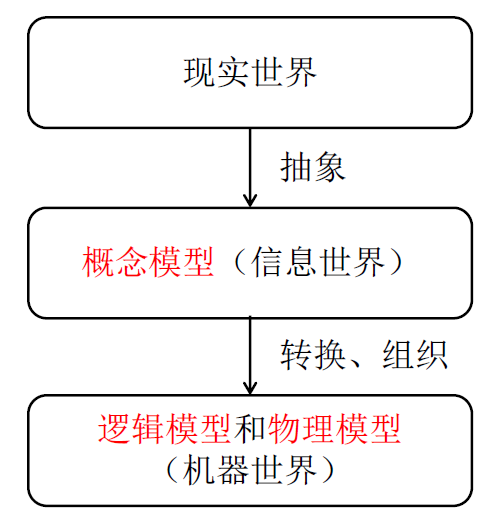 现实世界
抽象
概念模型（信息世界）
转换、组织
逻辑模型和物理模型
（机器世界）